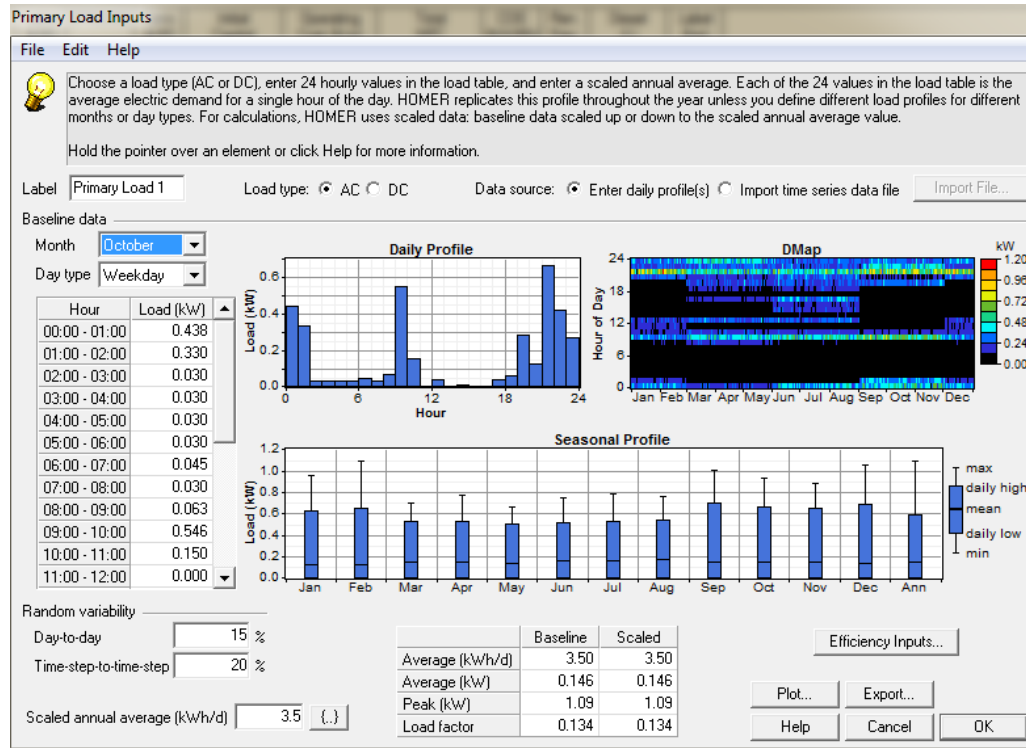 Primary Load Inputs
File Edit Help
Choose a load type (AC or DC), enter 24 hourly values in the load table, and enter a scaled annual average. Each of the 24 values in the load table is the
average electric demand for a single hour of the day. HOMER replicates this profile throughout the year unless you define different load profiles for different
months or day types. For calculations, HOMER uses scaled data: baseline data scaled up or down to the scaled annual average value.
Hold the pointer over an element or click Help for more information.
Label Primary Load 1 Load type: AC DC Data source: Enter daily profile(s) Import time series data file Import File...
Baseline data
Month October
Day type Weekday
Hour Load (kW)
00:00 - 01:00 0.438
01:00 - 02:00 0.330
02:00 - 03:00 0.030
03:00 - 04:00 0.030
04:00 - 05:00 0.030
05:00 - 06:00 0.030
06:00 - 07:00 0.045
07:00 - 08:00 0.030
08:00 - 09:00 0.063
09:00 - 10:00 0.546
10:00 - 11:00 0.150
11:00 - 12:00 0.000
Daily Profile
Load (kW)
0.6
0.4
0.2
0.0
0 6 12 18 24
Hour
DMap
Hour of Day
24
18
12
6
0
Jan Feb Mar Apr May Jun Jul Aug Sep Oct Nov Dec
kW
1.20
0.96
0.72
0.48
0.24
0.00
Seasonal Profile
Load (kW)
1.2
1.0
0.8
0.6
0.4
0.2
0.0
Jan Feb Mar Apr May Jun Jul Aug Sep Oct Nov Dec Ann
max
daily high
mean
daily low
min
Random variability
Day-to-day 15 %
Time-step-to-time-step 20 %
Scaled annual average (kWh/d) 3.5 {..}
Baseline Scaled
Average (kWh/d) 3.50 3.50
Average (kW) 0.146 0.146
Peak (kW) 1.09 1.09
Load factor 0.134 0.134
Efficiency Inputs...
Plot... Export...
Help Cancel OK